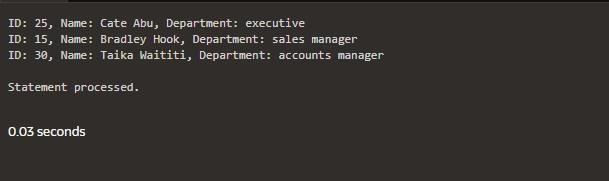 ID: 25, Name: Cate Abu, Department: executive
ID: 15, Name: Bradley Hook, Department: sales manager
ID: 30, Name: Taika Waititi, Department: accounts manager
Statement processed.
0.03 seconds